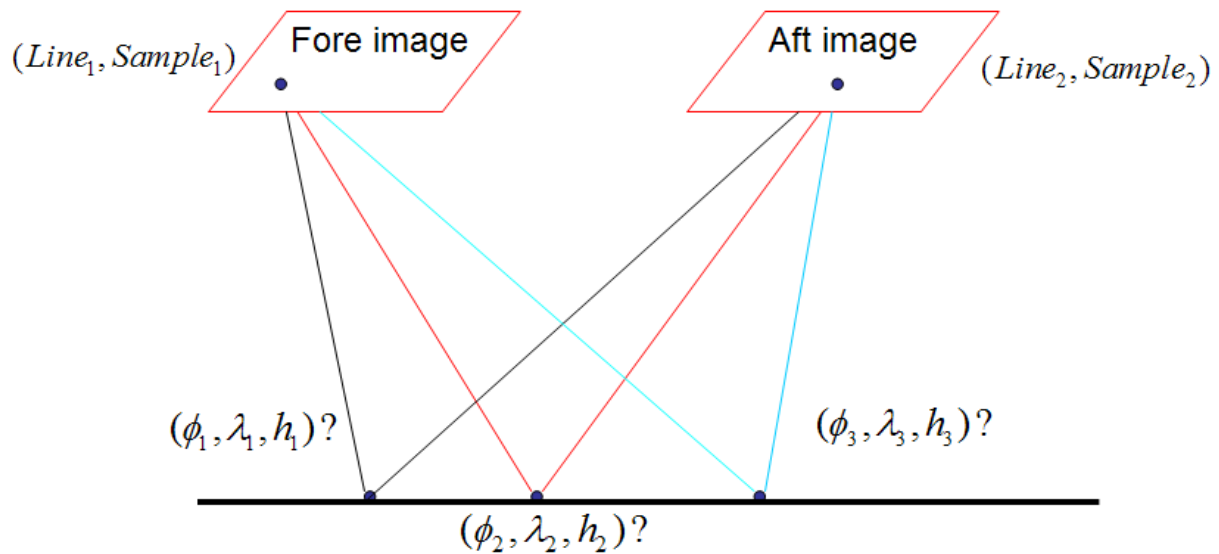 Fore image
Aft image
(Line₁, Sample₁)
(Line₂, Sample₂)
(ϕ₁, λ₁, h₁)?
(ϕ₃, λ₃, h₃)?
(ϕ₂, λ₂, h₂)?